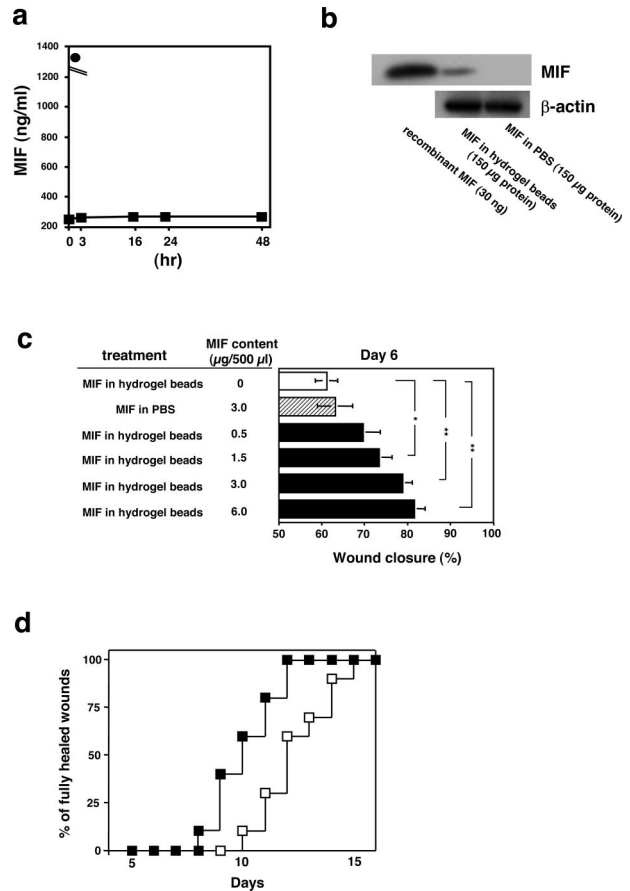 a
1400
1200
1000
800
600
400
200
MIF (ng/ml)
0 3 16 24 48
(hr)
b
MIF
β-actin
recombinant MIF (30 ng)
MIF in hydrogel beads
(150 µg protein)
MIF in PBS (150 µg protein)
c
treatment
MIF content
(µg/500 µl)
Day 6
MIF in hydrogel beads 0
MIF in PBS 3.0
MIF in hydrogel beads 0.5
MIF in hydrogel beads 1.5
MIF in hydrogel beads 3.0
MIF in hydrogel beads 6.0
*
**
**
50 60 70 80 90 100
Wound closure (%)
d
100
75
50
25
0
% of fully healed wounds
5 10 15
Days